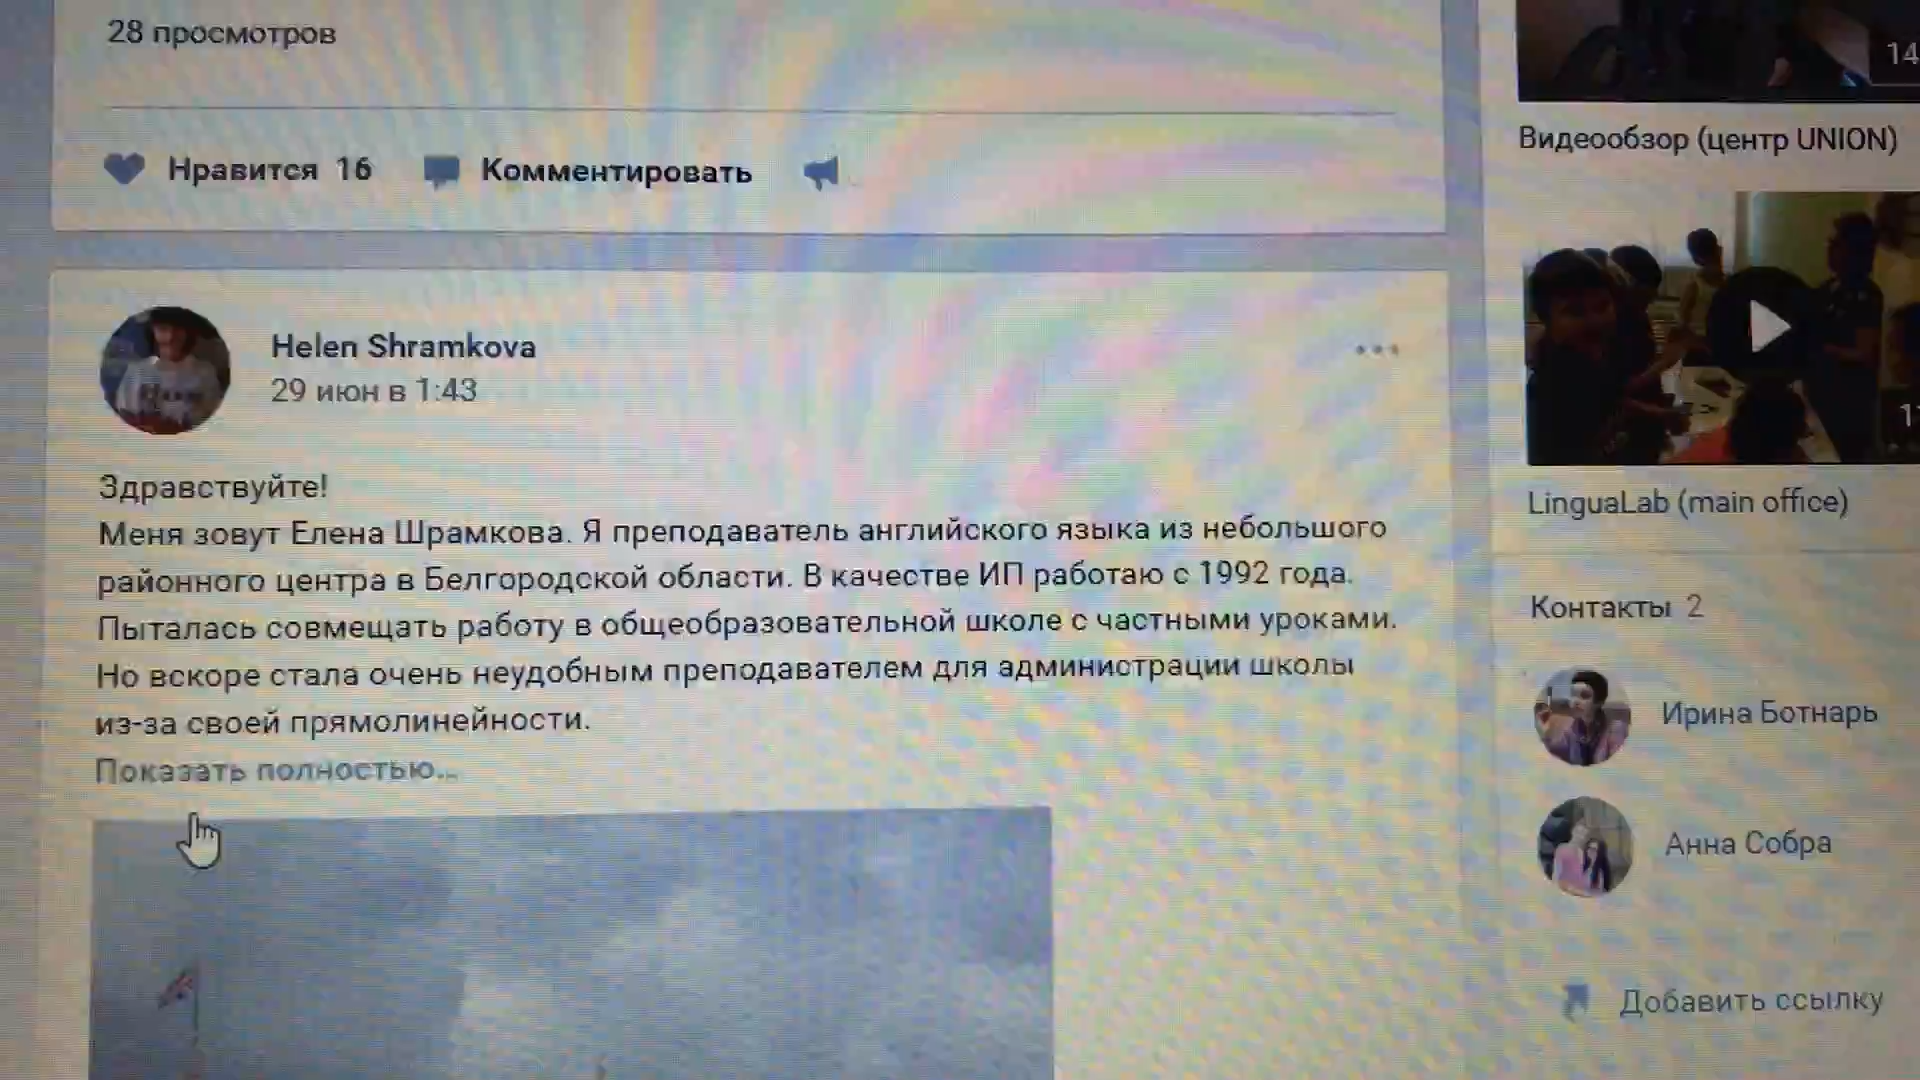 28 просмотров
Нравится 16 Комментировать
Helen Shramkova
29 июн в 1:43
Здравствуйте!
Меня зовут Елена Шрамкова. Я преподаватель английского языка из небольшого
районного центра в Белгородской области. В качестве ИП работаю с 1992 года.
Пыталась совмещать работу в общеобразовательной школе с частными уроками.
Но вскоре стала очень неудобным преподавателем для администрации школы
из-за своей прямолинейности.
Показать полностью...
14
Видеообзор (центр UNION)
LinguaLab (main office)
Контакты 2
Ирина Ботнарь
Анна Собра
Добавить ссылку